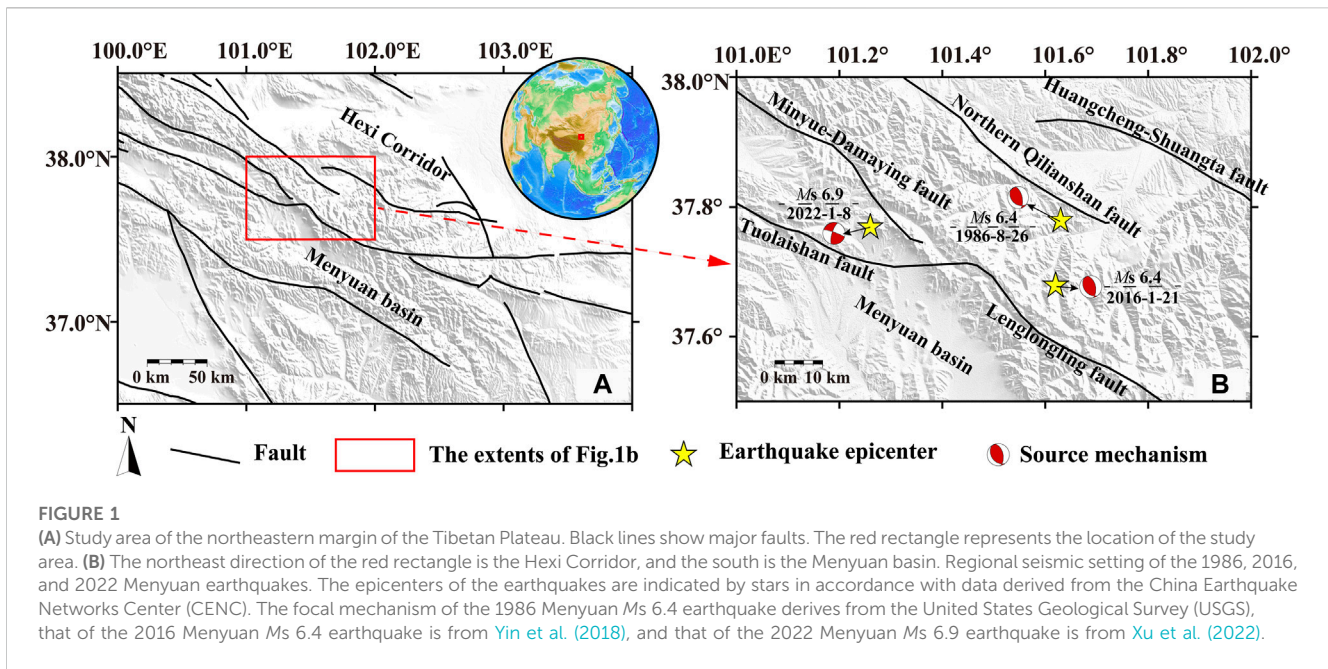 100.0°E 101.0°E 102.0°E 103.0°E
38.0°N
37.0°N
Hexi Corridor
Menyuan basin
0 km 50 km
A
101.0°E 101.2°E 101.4°E 101.6°E 101.8°E 102.0°E
38.0°N
37.8°N
37.6°N
Huangcheng-Shuangta fault
Northern Qilianshan fault
Minyue-Damaying fault
Ms 6.9
2022-1-8
Ms 6.4
1986-8-26
Tuolaishan fault
Ms 6.4
2016-1-21
Menyuan basin
Lenglongling fault
0 km 10 km
B
N
Fault
The extents of Fig.1b
Earthquake epicenter
Source mechanism
FIGURE 1
(A) Study area of the northeastern margin of the Tibetan Plateau. Black lines show major faults. The red rectangle represents the location of the study
area. (B) The northeast direction of the red rectangle is the Hexi Corridor, and the south is the Menyuan basin. Regional seismic setting of the 1986, 2016,
and 2022 Menyuan earthquakes. The epicenters of the earthquakes are indicated by stars in accordance with data derived from the China Earthquake
Networks Center (CENC). The focal mechanism of the 1986 Menyuan Ms 6.4 earthquake derives from the United States Geological Survey (USGS),
that of the 2016 Menyuan Ms 6.4 earthquake is from Yin et al. (2018), and that of the 2022 Menyuan Ms 6.9 earthquake is from Xu et al. (2022).